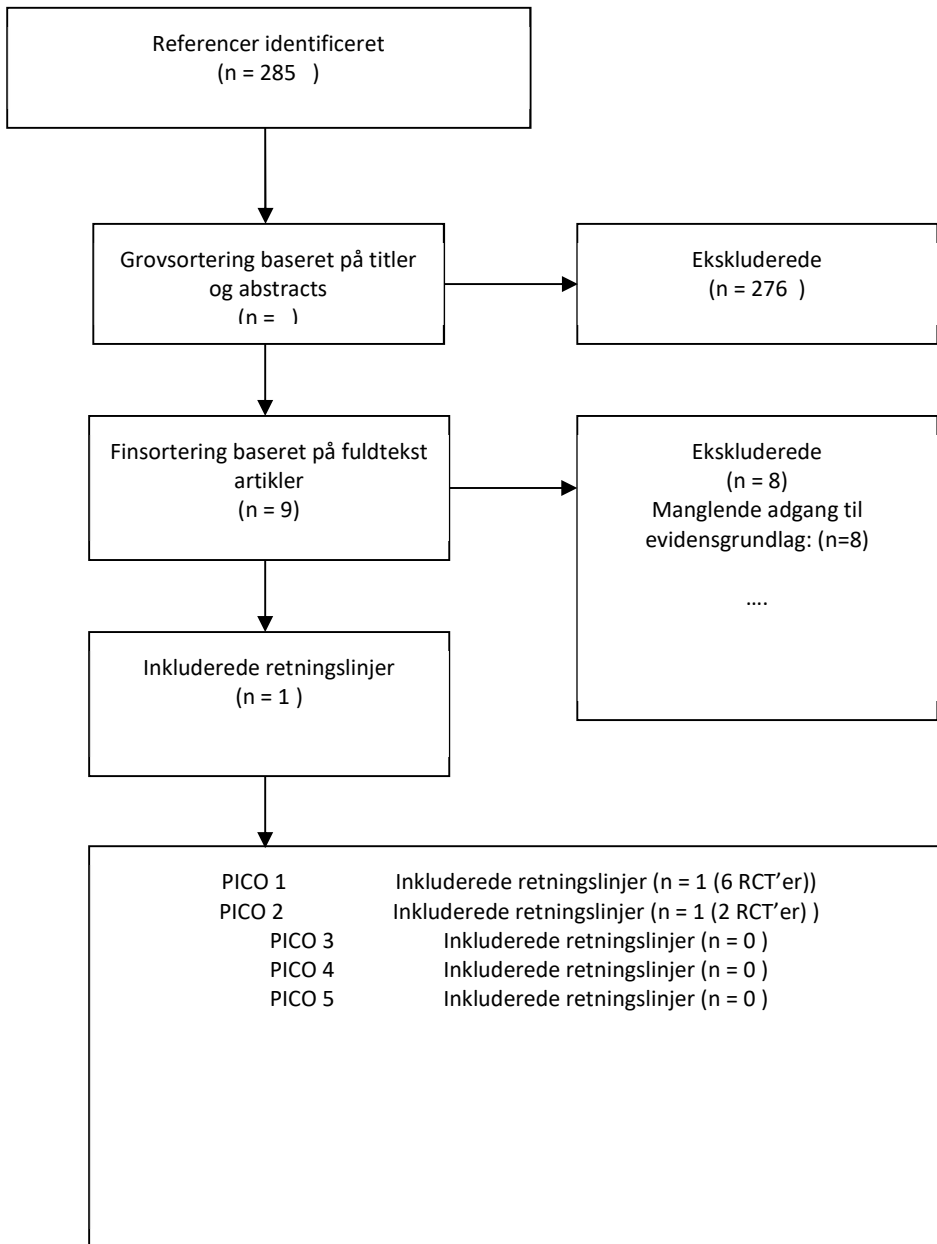 Referencer identificeret
(n = 285 )
Grovsortering baseret på titler
og abstracts
(n = )
Ekskluderede
(n = 276 )
Finsortering baseret på fuldtekst
artikler
(n = 9)
Ekskluderede
(n = 8)
Manglende adgang til
evidensgrundlag: (n=8)
….
Inkluderede retningslinjer
(n = 1 )
PICO 1 Inkluderede retningslinjer (n = 1 (6 RCT’er))
PICO 2 Inkluderede retningslinjer (n = 1 (2 RCT’er) )
PICO 3 Inkluderede retningslinjer (n = 0 )
PICO 4 Inkluderede retningslinjer (n = 0 )
PICO 5 Inkluderede retningslinjer (n = 0 )